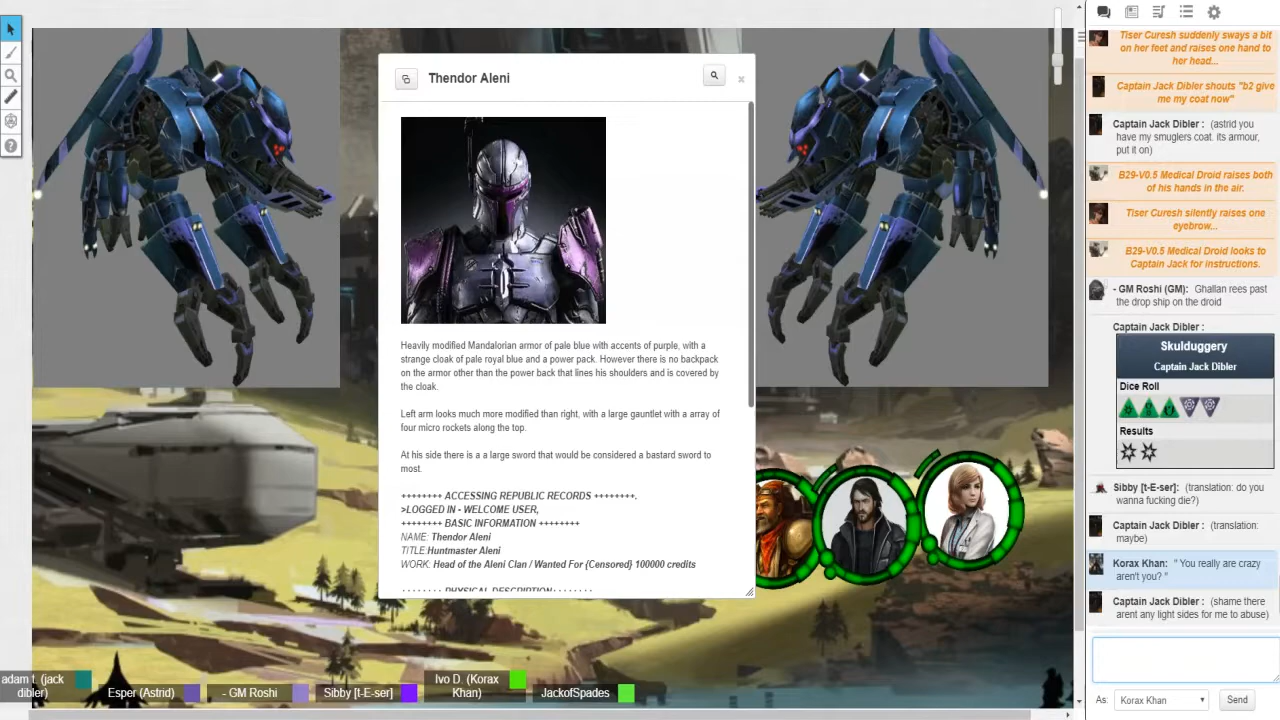 Thendor Aleni
Heavily modified Mandalorian armor of pale blue with accents of purple, with a
strange cloak of pale royal blue and a power pack. However there is no backpack
on the armor other than the power back that lines his shoulders and is covered by
the cloak.
Left arm looks much more modified than right, with a large gauntlet with a array of
four micro rockets along the top.
At his side there is a a large sword that would be considered a bastard sword to
most.
++++++++ ACCESSING REPUBLIC RECORDS ++++++++.
>LOGGED IN - WELCOME USER,
++++++++ BASIC INFORMATION ++++++++
NAME: Thendor Aleni
TITLE:Huntmaster Aleni
WORK: Head of the Aleni Clan / Wanted For {Censored} 100000 credits
++++++++ PHYSICAL DESCRIPTION++++++++
adam t. (jack
dibler)
Esper (Astrid)
- GM Roshi
Sibby [t-E-ser]
Ivo D. (Korax
Khan)
JackofSpades
Tiser Curesh suddenly sways a bit
on her feet and raises one hand to
her head...
Captain Jack Dibler shouts "b2 give
me my coat now"
Captain Jack Dibler : (astrid you
have my smuglers coat. its armour,
put it on)
B29-V0.5 Medical Droid raises both
of his hands in the air.
Tiser Curesh silently raises one
eyebrow...
B29-V0.5 Medical Droid looks to
Captain Jack for instructions.
- GM Roshi (GM): Ghallan rees past
the drop ship on the droid
Captain Jack Dibler :
Skulduggery
Captain Jack Dibler
Dice Roll
Results
Sibby [t-E-ser]: (translation: do you
wanna fucking die?)
Captain Jack Dibler : (translation:
maybe)
Korax Khan: " You really are crazy
aren't you? "
Captain Jack Dibler : (shame there
arent any light sides for me to abuse)
As: Korax Khan Send